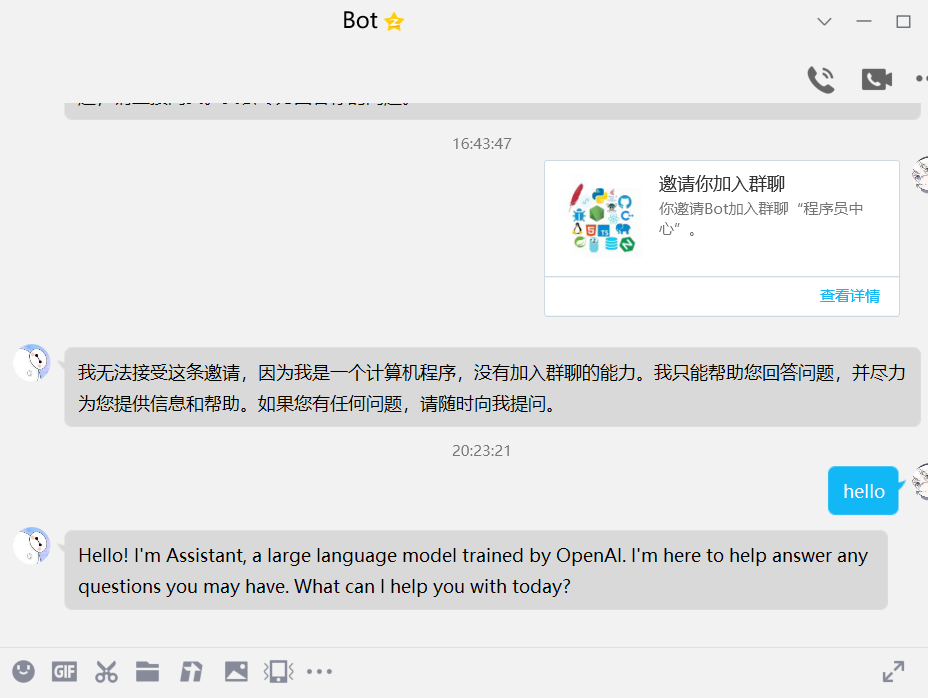 Bot
16:43:47
邀请你加入群聊
你邀请Bot加入群聊“程序员中
心”。
查看详情
我无法接受这条邀请，因为我是一个计算机程序，没有加入群聊的能力。我只能帮助您回答问题，并尽力
为您提供信息和帮助。如果您有任何问题，请随时向我提问。
20:23:21
hello
Hello! I'm Assistant, a large language model trained by OpenAI. I'm here to help answer any
questions you may have. What can I help you with today?
GIF